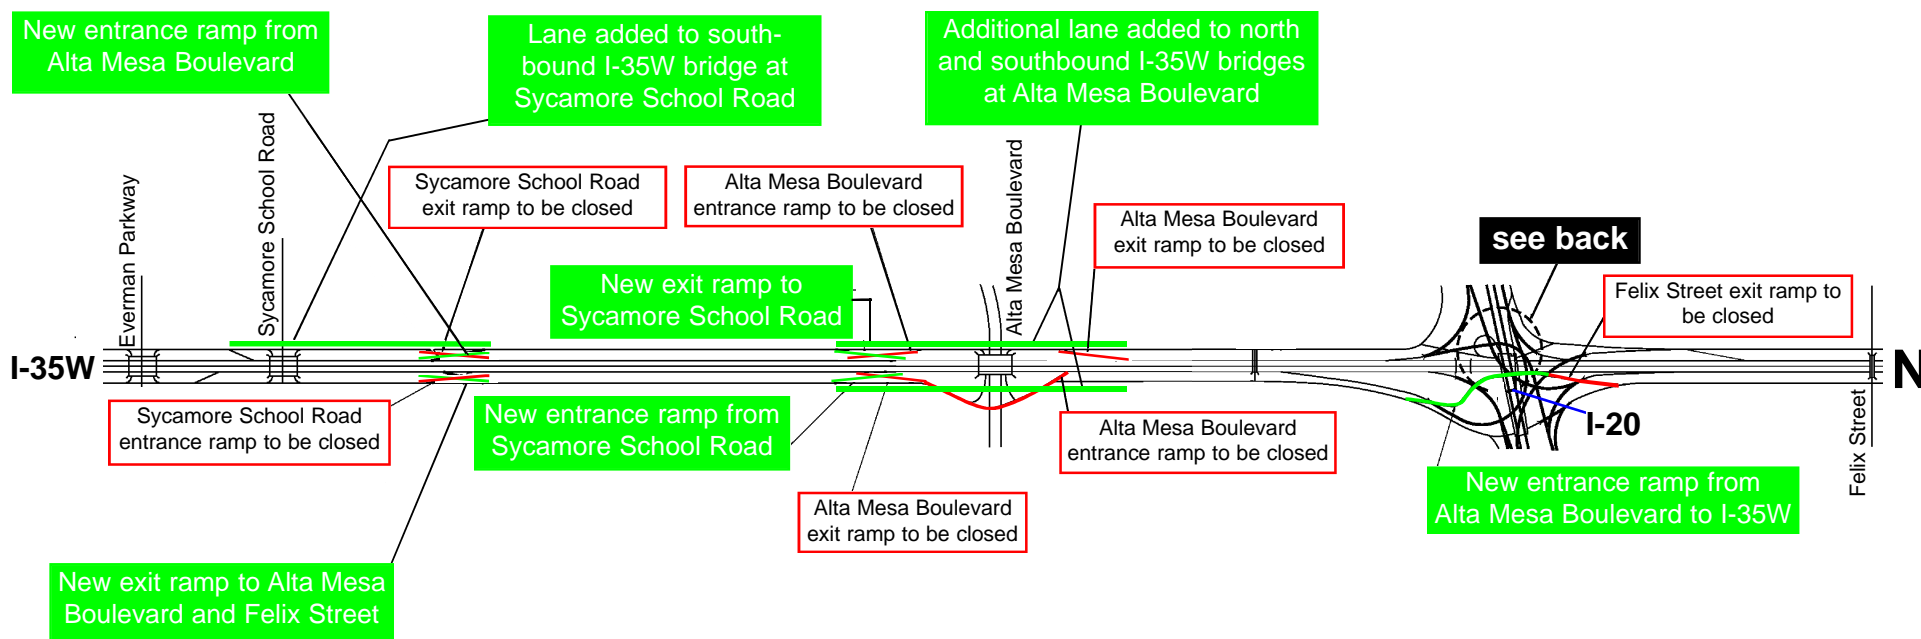 New entrance ramp from
Alta Mesa Boulevard
Lane added to south-
bound I-35W bridge at
Sycamore School Road
Additional lane added to north
and southbound I-35W bridges
at Alta Mesa Boulevard
Everman Parkway
Sycamore School Road
Sycamore School Road
exit ramp to be closed
Alta Mesa Boulevard
entrance ramp to be closed
Alta Mesa Boulevard
Alta Mesa Boulevard
exit ramp to be closed
see back
Felix Street exit ramp to
be closed
New exit ramp to
Sycamore School Road
I-35W
N
Sycamore School Road
entrance ramp to be closed
New entrance ramp from
Sycamore School Road
Alta Mesa Boulevard
entrance ramp to be closed
I-20
Felix Street
Alta Mesa Boulevard
exit ramp to be closed
New entrance ramp from
Alta Mesa Boulevard to I-35W
New exit ramp to Alta Mesa
Boulevard and Felix Street